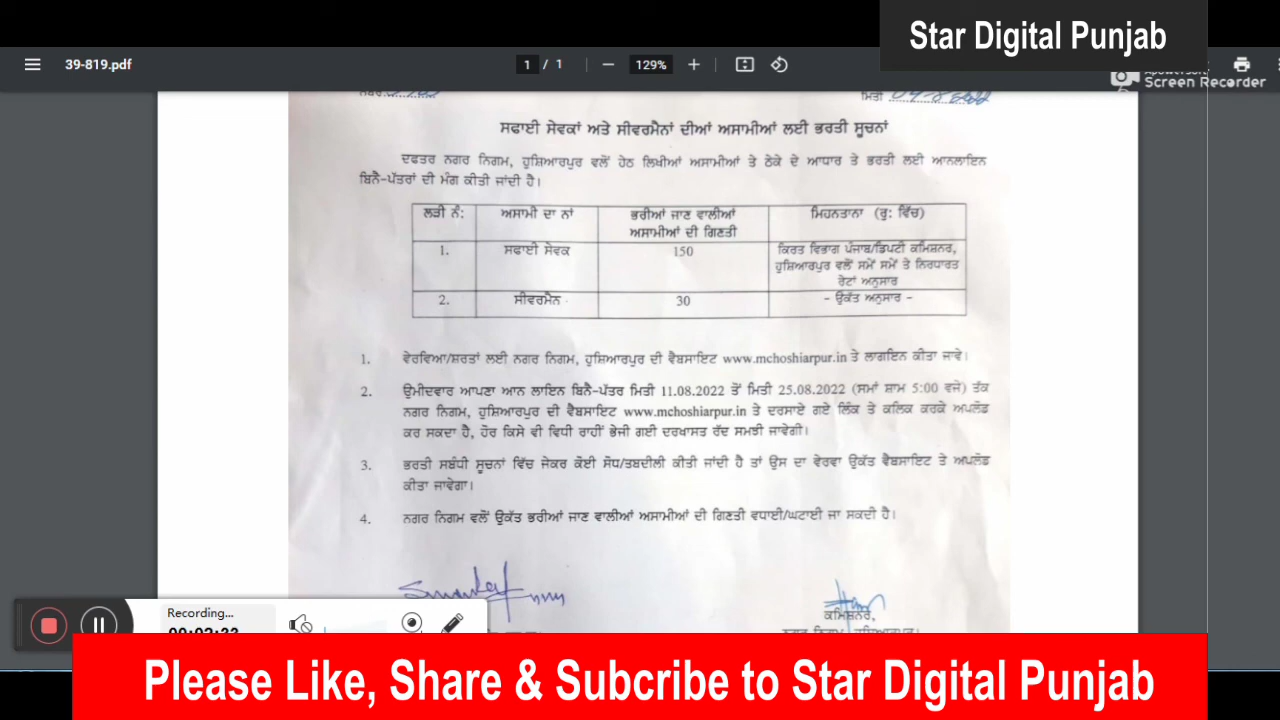 Star Digital Punjab
39-819.pdf
1 / 1
129%
Screen Recorder
ਮਿਤੀ
ਸਫਾਈ ਸੇਵਕਾਂ ਅਤੇ ਸੀਵਰਮੈਨਾਂ ਦੀਆਂ ਅਸਾਮੀਆਂ ਲਈ ਭਰਤੀ ਸੂਚਨਾਂ
ਦਫਤਰ ਨਗਰ ਨਿਗਮ, ਹੁਸ਼ਿਆਰਪੁਰ ਵਲੋਂ ਹੇਠ ਲਿਖੀਆਂ ਅਸਾਮੀਆਂ ਤੇ ਠੇਕੇ ਦੇ ਆਧਾਰ ਤੇ ਭਰਤੀ ਲਈ ਆਨਲਾਇਨ
ਬਿਨੈ-ਪੱਤਰਾਂ ਦੀ ਮੰਗ ਕੀਤੀ ਜਾਂਦੀ ਹੈ।
ਲੜੀ ਨੰ: ਅਸਾਮੀ ਦਾ ਨਾਂ ਭਰੀਆਂ ਜਾਣ ਵਾਲੀਆਂ ਮਿਹਨਤਾਨਾ (ਰੁ: ਵਿੱਚ)
ਅਸਾਮੀਆਂ ਦੀ ਗਿਣਤੀ
1. ਸਫਾਈ ਸੇਵਕ 150 ਕਿਰਤ ਵਿਭਾਗ ਪੰਜਾਬ/ਡਿਪਟੀ ਕਮਿਸ਼ਨਰ,
ਹੁਸ਼ਿਆਰਪੁਰ ਵਲੋਂ ਸਮੇਂ ਸਮੇਂ ਤੇ ਨਿਰਧਾਰਤ
ਰੇਟਾਂ ਅਨੁਸਾਰ
2. ਸੀਵਰਮੈਨ 30 - ਉਕੱਤ ਅਨੁਸਾਰ -
1. ਵੇਰਵਿਆ/ਸ਼ਰਤਾਂ ਲਈ ਨਗਰ ਨਿਗਮ, ਹੁਸ਼ਿਆਰਪੁਰ ਦੀ ਵੈਬਸਾਇਟ www.mchoshiarpur.in ਤੇ ਲਾਗਇਨ ਕੀਤਾ ਜਾਵੇ।
2. ਉਮੀਦਵਾਰ ਆਪਣਾ ਆਨ ਲਾਇਨ ਬਿਨੈ-ਪੱਤਰ ਮਿਤੀ 11.08.2022 ਤੋਂ ਮਿਤੀ 25.08.2022 (ਸਮਾਂ ਸ਼ਾਮ 5:00 ਵਜੇ) ਤੱਕ
ਨਗਰ ਨਿਗਮ, ਹੁਸ਼ਿਆਰਪੁਰ ਦੀ ਵੈਬਸਾਇਟ www.mchoshiarpur.in ਤੇ ਦਰਸਾਏ ਗਏ ਲਿੰਕ ਤੇ ਕਲਿਕ ਕਰਕੇ ਅਪਲੋਡ
ਕਰ ਸਕਦਾ ਹੈ, ਹੋਰ ਕਿਸੇ ਵੀ ਵਿਧੀ ਰਾਹੀਂ ਭੇਜੀ ਗਈ ਦਰਖਾਸਤ ਰੱਦ ਸਮਝੀ ਜਾਵੇਗੀ।
3. ਭਰਤੀ ਸਬੰਧੀ ਸੂਚਨਾਂ ਵਿੱਚ ਜੇਕਰ ਕੋਈ ਸੋਧ/ਤਬਦੀਲੀ ਕੀਤੀ ਜਾਂਦੀ ਹੈ ਤਾਂ ਉਸ ਦਾ ਵੇਰਵਾ ਉਕੱਤ ਵੈਬਸਾਇਟ ਤੇ ਅਪਲੋਡ
ਕੀਤਾ ਜਾਵੇਗਾ।
4. ਨਗਰ ਨਿਗਮ ਵਲੋਂ ਉਕੱਤ ਭਰੀਆਂ ਜਾਣ ਵਾਲੀਆਂ ਅਸਾਮੀਆਂ ਦੀ ਗਿਣਤੀ ਵਧਾਈ/ਘਟਾਈ ਜਾ ਸਕਦੀ ਹੈ।
ਕਮਿਸ਼ਨਰ,
ਨਗਰ ਨਿਗਮ, ਹੁਸ਼ਿਆਰਪੁਰ।
Recording...
Please Like, Share & Subcribe to Star Digital Punjab